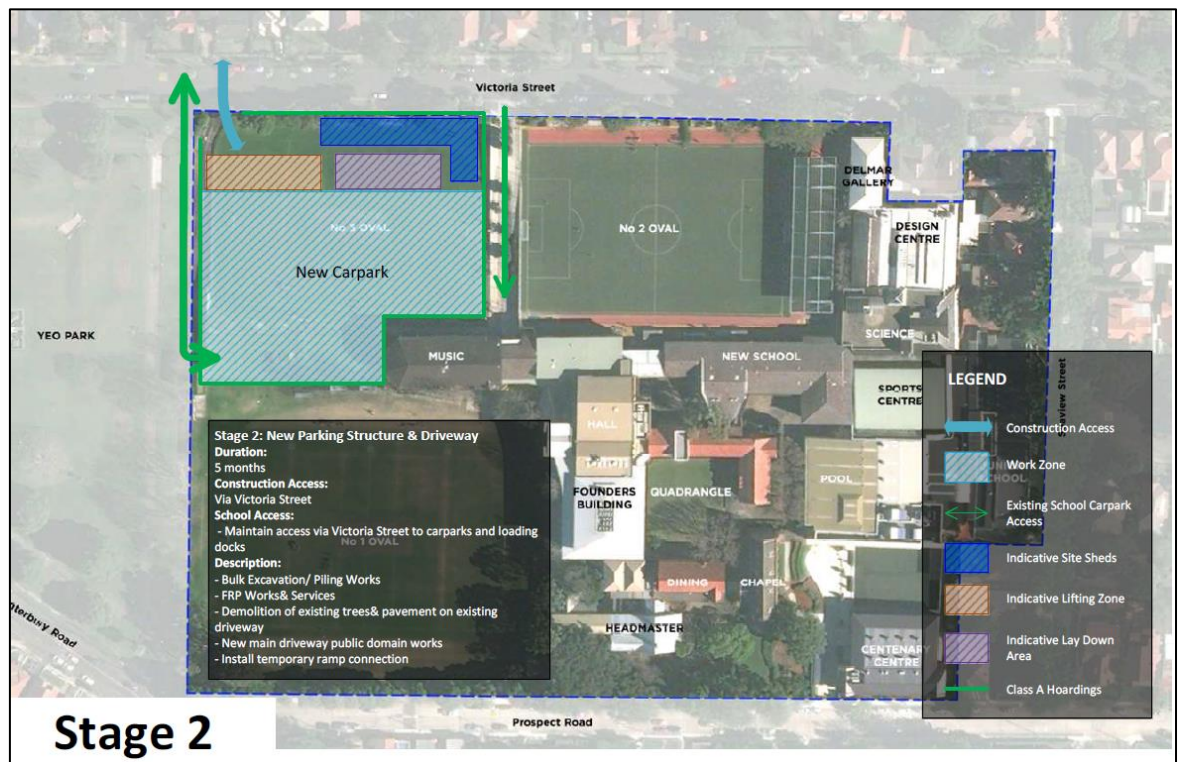 Victoria Street
DELMAR
GALLERY
DESIGN
CENTRE
No 3 OVAL
No 2 OVAL
New Carpark
YEO PARK
MUSIC
NEW SCHOOL
SCIENCE
SPORTS
CENTRE
HALL
FOUNDERS
BUILDING
QUADRANGLE
POOL
DINING
CHAPEL
HEADMASTER
CENTENARY
CENTRE
No 1 OVAL
Stage 2: New Parking Structure & Driveway
Duration:
5 months
Construction Access:
Via Victoria Street
School Access:
- Maintain access via Victoria Street to carparks and loading
docks
Description:
- Bulk Excavation/ Piling Works
- FRP Works& Services
- Demolition of existing trees& pavement on existing
driveway
- New main driveway public domain works
- Install temporary ramp connection
LEGEND
Construction Access
Work Zone
Existing School Carpark
Access
Indicative Site Sheds
Indicative Lifting Zone
Indicative Lay Down
Area
Class A Hoardings
Street
Road
Prospect Road
Stage 2